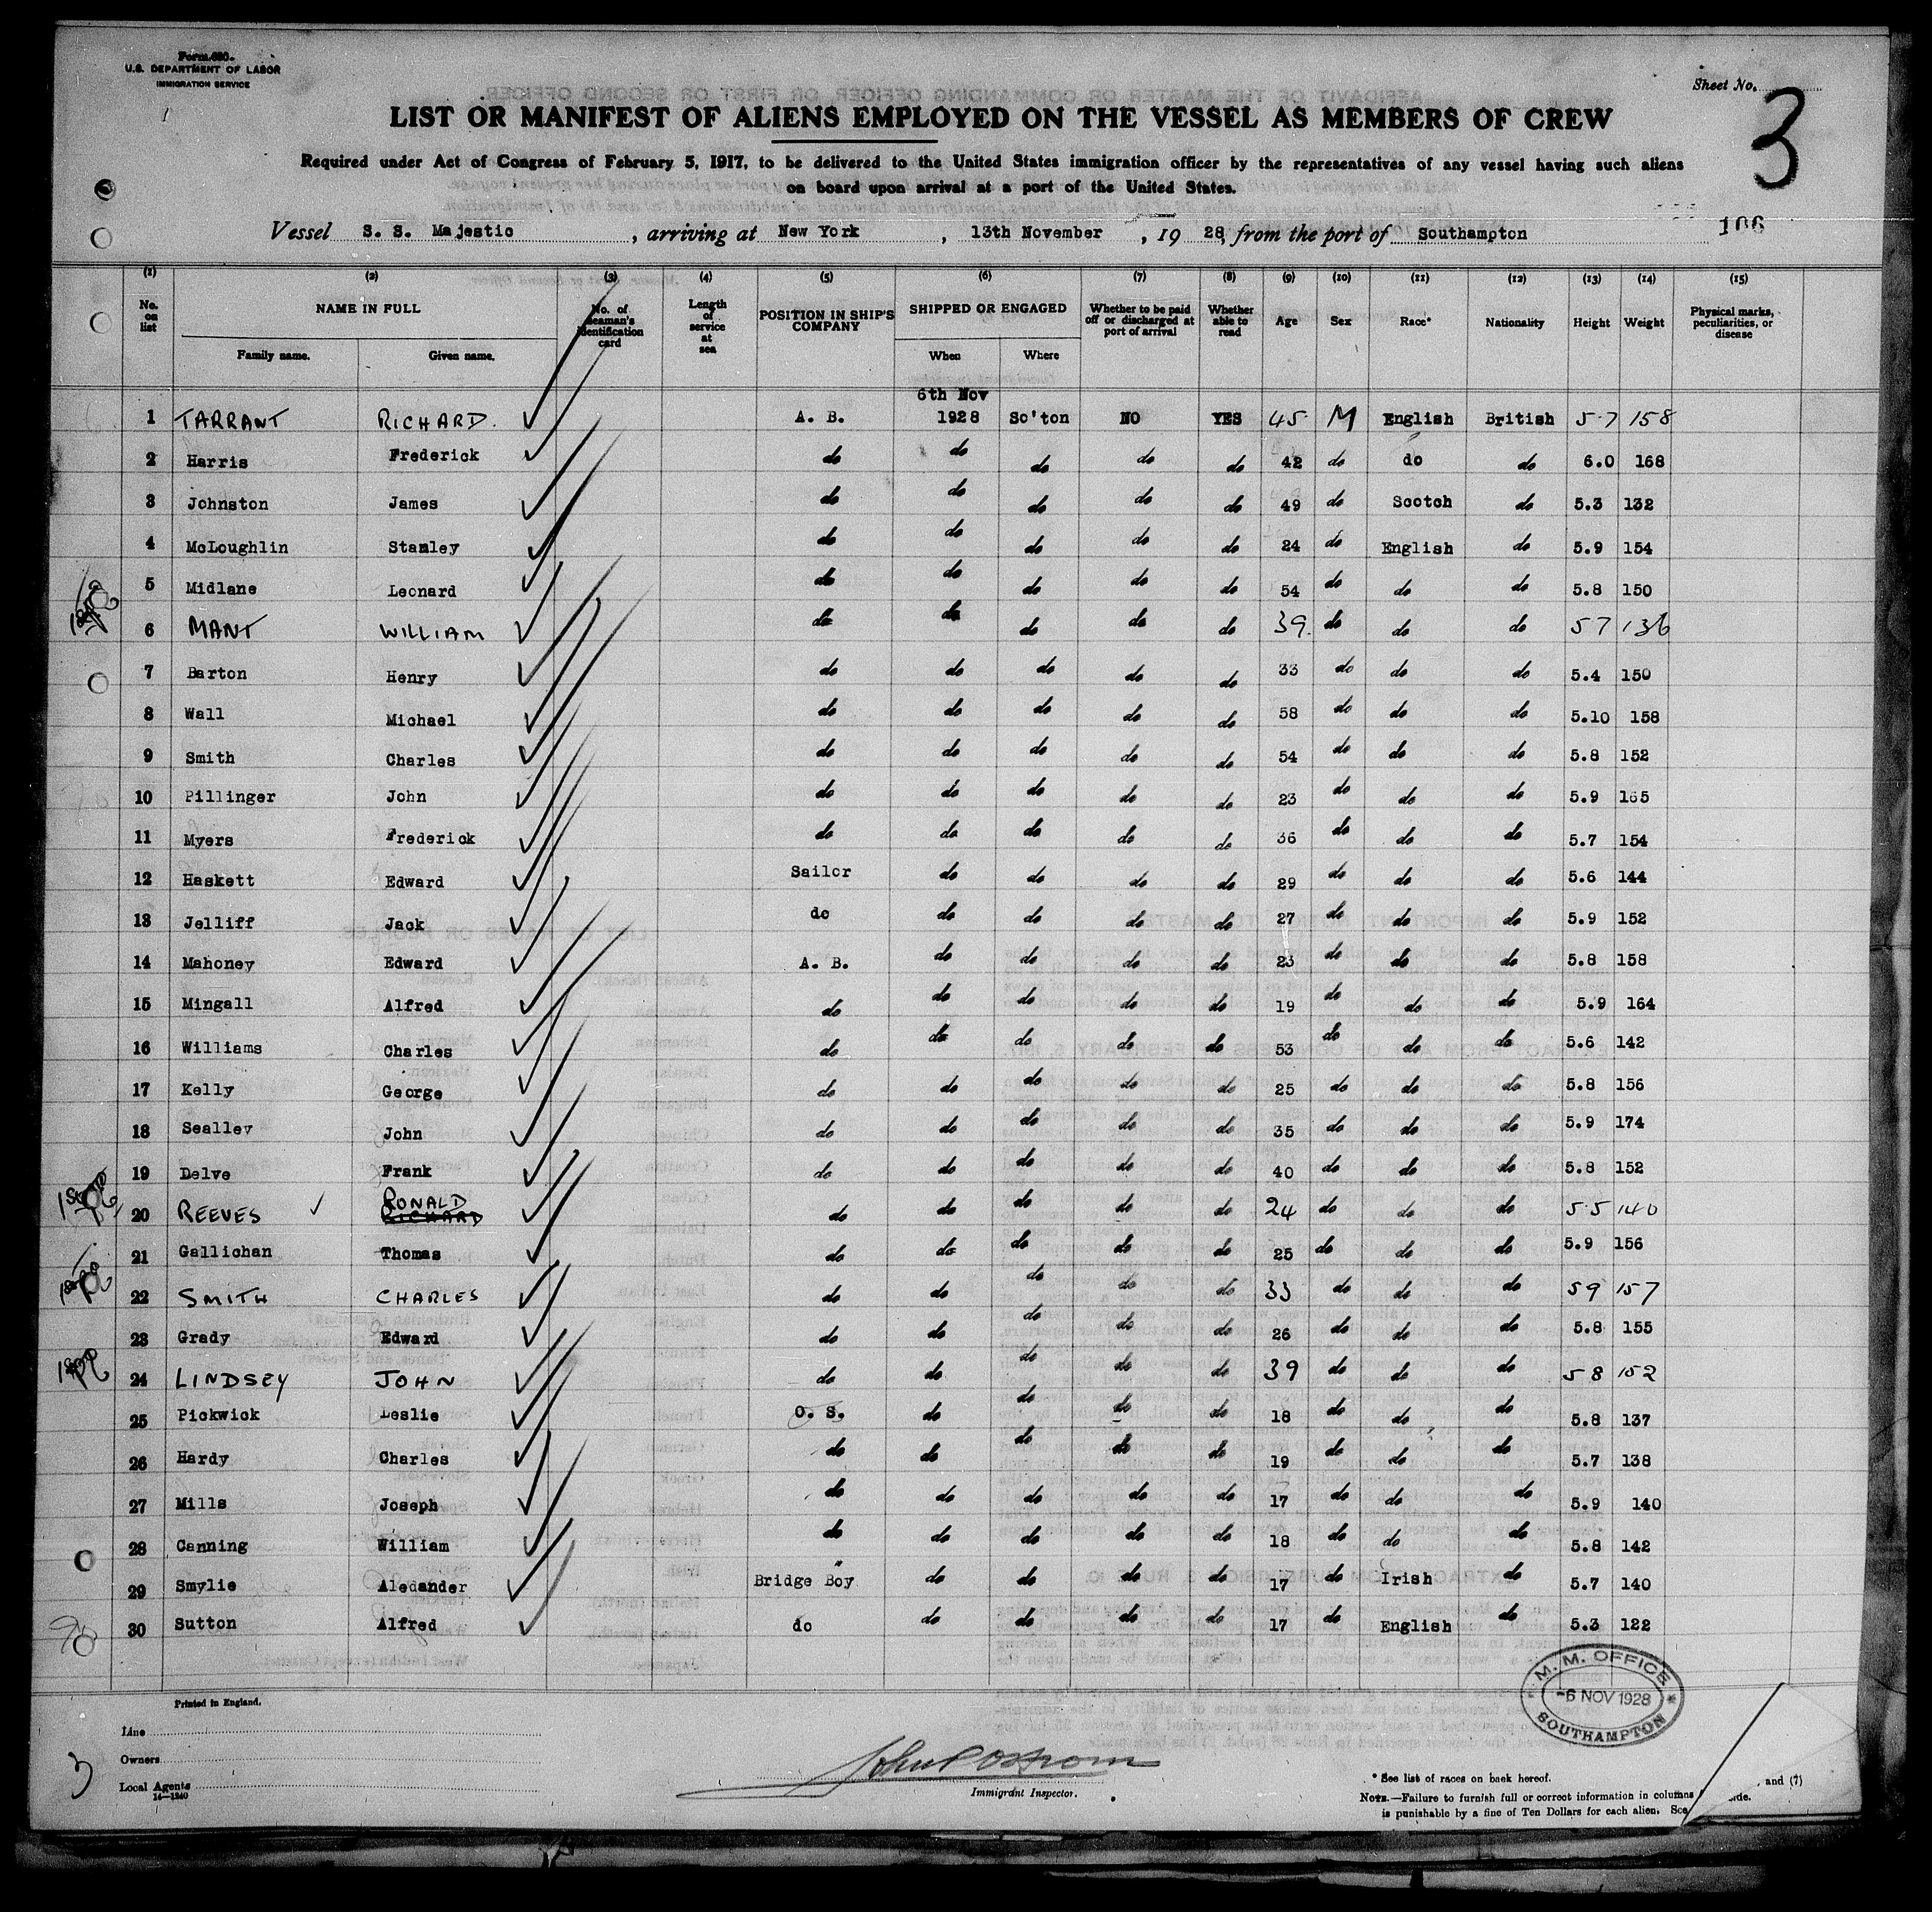 Form 680.
U.S. DEPARTMENT OF LABOR
IMMIGRATION SERVICE
Sheet No. 3
LIST OR MANIFEST OF ALIENS EMPLOYED ON THE VESSEL AS MEMBERS OF CREW
Required under Act of Congress of February 5, 1917, to be delivered to the United States immigration officer by the representatives of any vessel having such aliens
on board upon arrival at a port of the United States.
106
Vessel S. S. Majestic, arriving at New York, 13th November, 1928, from the port of Southampton
(1) (2) (3) (4) (5) (6) (7) (8) (9) (10) (11) (12) (13) (14) (15)
No. on list NAME IN FULL No. of seaman's identification card Length of service at sea POSITION IN SHIP'S COMPANY SHIPPED OR ENGAGED Whether to be paid off or discharged at port of arrival Whether able to read Age Sex Race* Nationality Height Weight Physical marks, peculiarities, or disease
Family name. Given name. When Where
6th Nov
1 TARRANT RICHARD. A. B. 1928 So'ton NO YES 45 M English British 5.7 158
2 Harris Frederick do do do do do 42 do do do 6.0 168
3 Johnston James do do do do do 49 do Scotch do 5.3 132
4 McLoughlin Stanley do do do do do 24 do English do 5.9 154
5 Midlane Leonard do do do do do 54 do do do 5.8 150
6 MANT WILLIAM do do do do do 39. do do do 5 7 136
7 Barton Henry do do do do do 33 do do do 5.4 150
8 Wall Michael do do do do do 58 do do do 5.10 158
9 Smith Charles do do do do do 54 do do do 5.8 152
10 Pillinger John do do do do do 23 do do do 5.9 165
11 Myers Frederick do do do do do 36 do do do 5.7 154
12 Haskett Edward Sailor do do do do 29 do do do 5.6 144
13 Jelliff Jack do do do do do 27 do do do 5.9 152
14 Mahoney Edward A. B. do do do do 23 do do do 5.8 158
15 Mingall Alfred do do do do do 19 do do do 5.9 164
16 Williams Charles do do do do do 53 do do do 5.6 142
17 Kelly George do do do do do 25 do do do 5.8 156
18 Sealley John do do do do do 35 do do do 5.9 174
19 Delve Frank do do do do do 40 do do do 5.8 152
20 REEVES RONALD RICHARD do do do do do 24 do do do 5.5 140
21 Gallichan Thomas do do do do do 25 do do do 5.9 156
22 SMITH CHARLES do do do do do 33 do do do 5 9 157
23 Grady Edward do do do do do 26 do do do 5.8 155
24 LINDSEY JOHN do do do do do 39 do do do 5 8 152
25 Pickwick Leslie O. S. do do do do 18 do do do 5.8 137
26 Hardy Charles do do do do do 19 do do do 5.7 138
27 Mills Joseph do do do do do 17 do do do 5.9 140
28 Canning William do do do do do 18 do do do 5.8 142
29 Smylie Aledander Bridge Boy do do do do 17 do Irish do 5.7 140
30 Sutton Alfred do do do do do 17 do English do 5.3 122
M. M. OFFICE
-6 NOV 1928
SOUTHAMPTON
Printed in England.
Line
Owners
Local Agents
14—1240
3
Immigrant Inspector.
* See list of races on back hereof.
NOTE.—Failure to furnish full or correct information in columns and (7)
is punishable by a fine of Ten Dollars for each alien. See